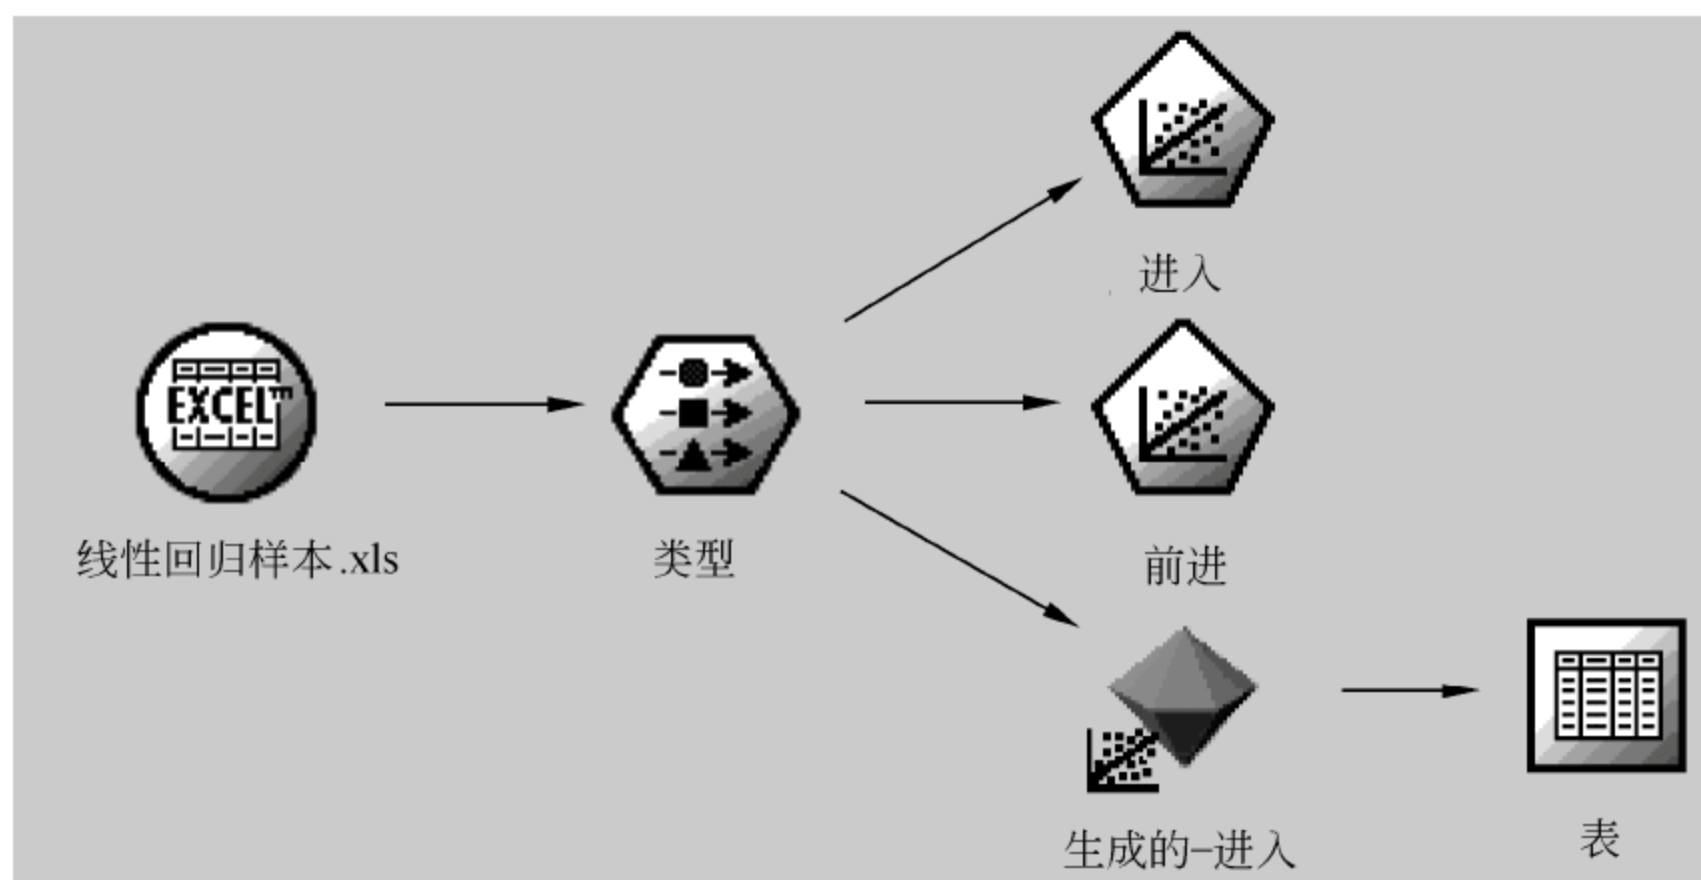 进入
EXCEL™
线性回归样本.xls
类型
前进
生成的-进入
表